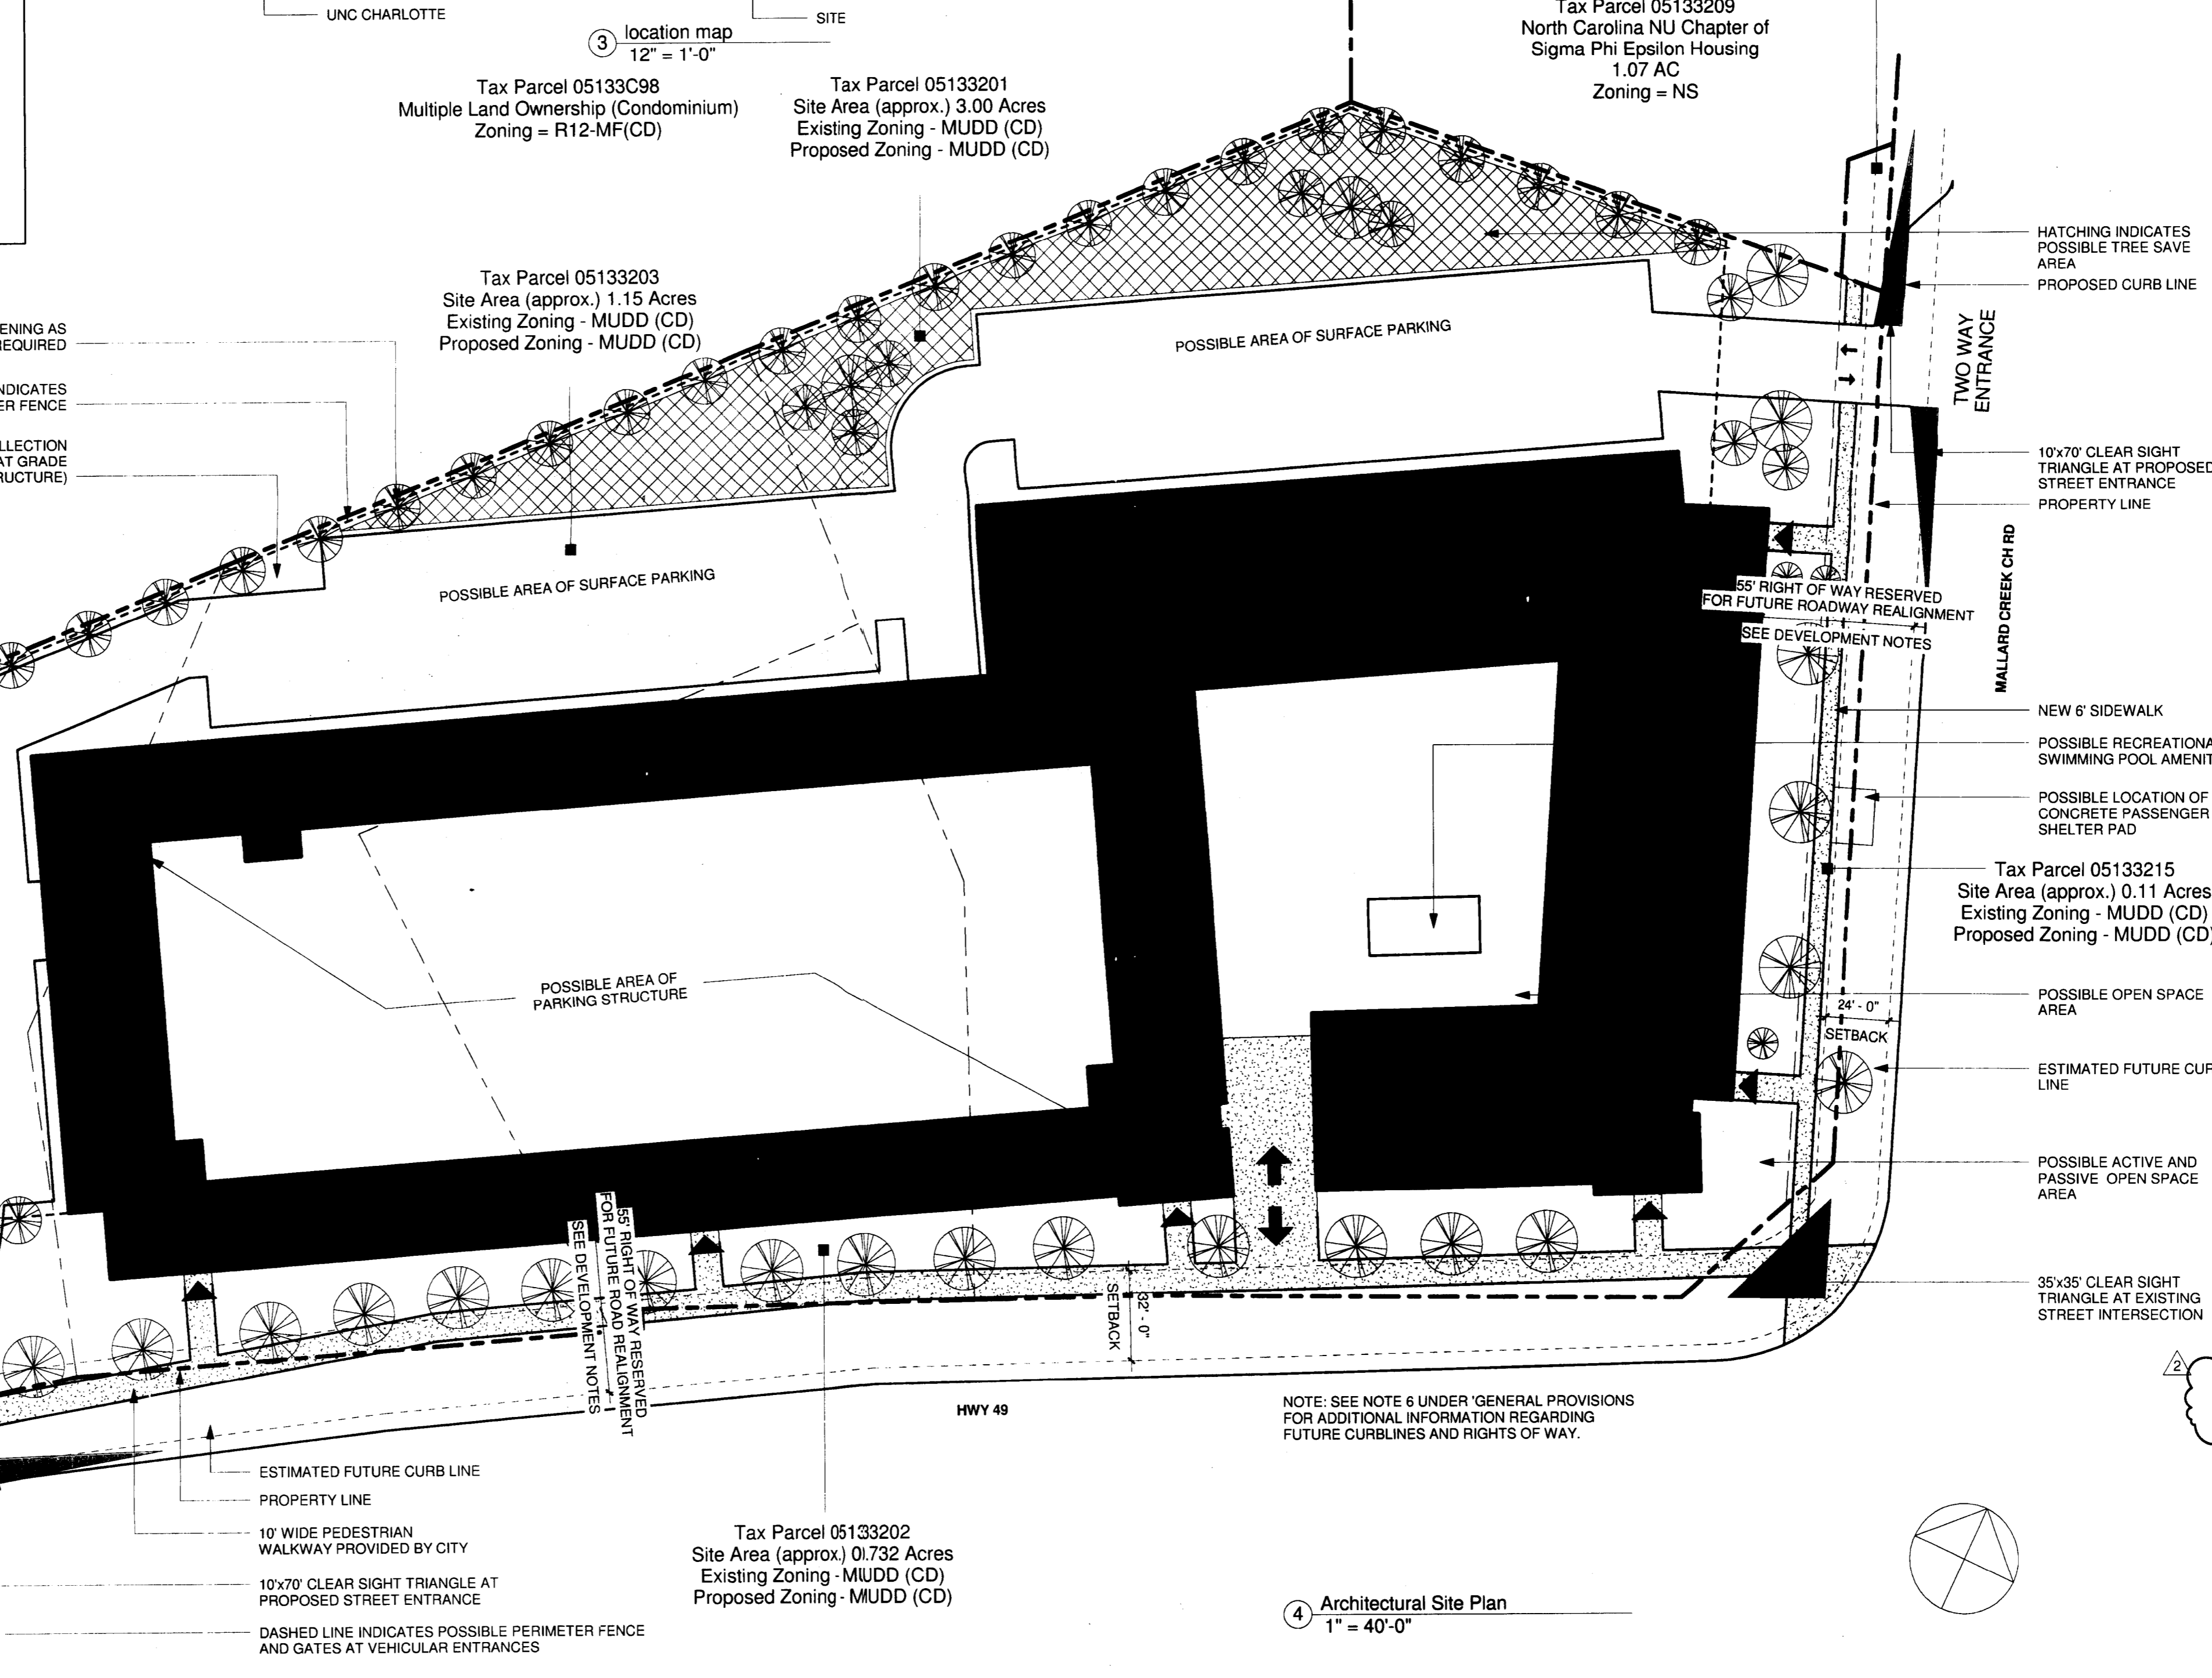 UNC CHARLOTTE
SITE
3
location map
12" = 1'-0"
Tax Parcel 05133C98
Multiple Land Ownership (Condominium)
Zoning = R12-MF(CD)
Tax Parcel 05133201
Site Area (approx.) 3.00 Acres
Existing Zoning - MUDD (CD)
Proposed Zoning - MUDD (CD)
Tax Parcel 05133209
North Carolina NU Chapter of
Sigma Phi Epsilon Housing
1.07 AC
Zoning = NS
Tax Parcel 05133203
Site Area (approx.) 1.15 Acres
Existing Zoning - MUDD (CD)
Proposed Zoning - MUDD (CD)
ENING AS
REQUIRED
NDICATES
ER FENCE
LLECTION
AT GRADE
RUCTURE)
POSSIBLE AREA OF SURFACE PARKING
POSSIBLE AREA OF SURFACE PARKING
HATCHING INDICATES
POSSIBLE TREE SAVE
AREA
PROPOSED CURB LINE
TWO WAY
ENTRANCE
10'x70' CLEAR SIGHT
TRIANGLE AT PROPOSED
STREET ENTRANCE
PROPERTY LINE
MALLARD CREEK CH RD
55' RIGHT OF WAY RESERVED
FOR FUTURE ROADWAY REALIGNMENT
SEE DEVELOPMENT NOTES
NEW 6' SIDEWALK
POSSIBLE RECREATIONA
SWIMMING POOL AMENIT
POSSIBLE LOCATION OF
CONCRETE PASSENGER
SHELTER PAD
Tax Parcel 05133215
Site Area (approx.) 0.11 Acres
Existing Zoning - MUDD (CD)
Proposed Zoning - MUDD (CD)
POSSIBLE AREA OF
PARKING STRUCTURE
POSSIBLE OPEN SPACE
AREA
24' - 0"
SETBACK
ESTIMATED FUTURE CUR
LINE
POSSIBLE ACTIVE AND
PASSIVE OPEN SPACE
AREA
35'x35' CLEAR SIGHT
TRIANGLE AT EXISTING
STREET INTERSECTION
55' RIGHT OF WAY RESERVED
FOR FUTURE ROAD REALIGNMENT
SEE DEVELOPMENT NOTES
32' - 0"
SETBACK
2
HWY 49
NOTE: SEE NOTE 6 UNDER 'GENERAL PROVISIONS
FOR ADDITIONAL INFORMATION REGARDING
FUTURE CURBLINES AND RIGHTS OF WAY.
ESTIMATED FUTURE CURB LINE
PROPERTY LINE
10' WIDE PEDESTRIAN
WALKWAY PROVIDED BY CITY
10'x70' CLEAR SIGHT TRIANGLE AT
PROPOSED STREET ENTRANCE
DASHED LINE INDICATES POSSIBLE PERIMETER FENCE
AND GATES AT VEHICULAR ENTRANCES
Tax Parcel 05133202
Site Area (approx.) 0.732 Acres
Existing Zoning - MUDD (CD)
Proposed Zoning - MUDD (CD)
4
Architectural Site Plan
1" = 40'-0"